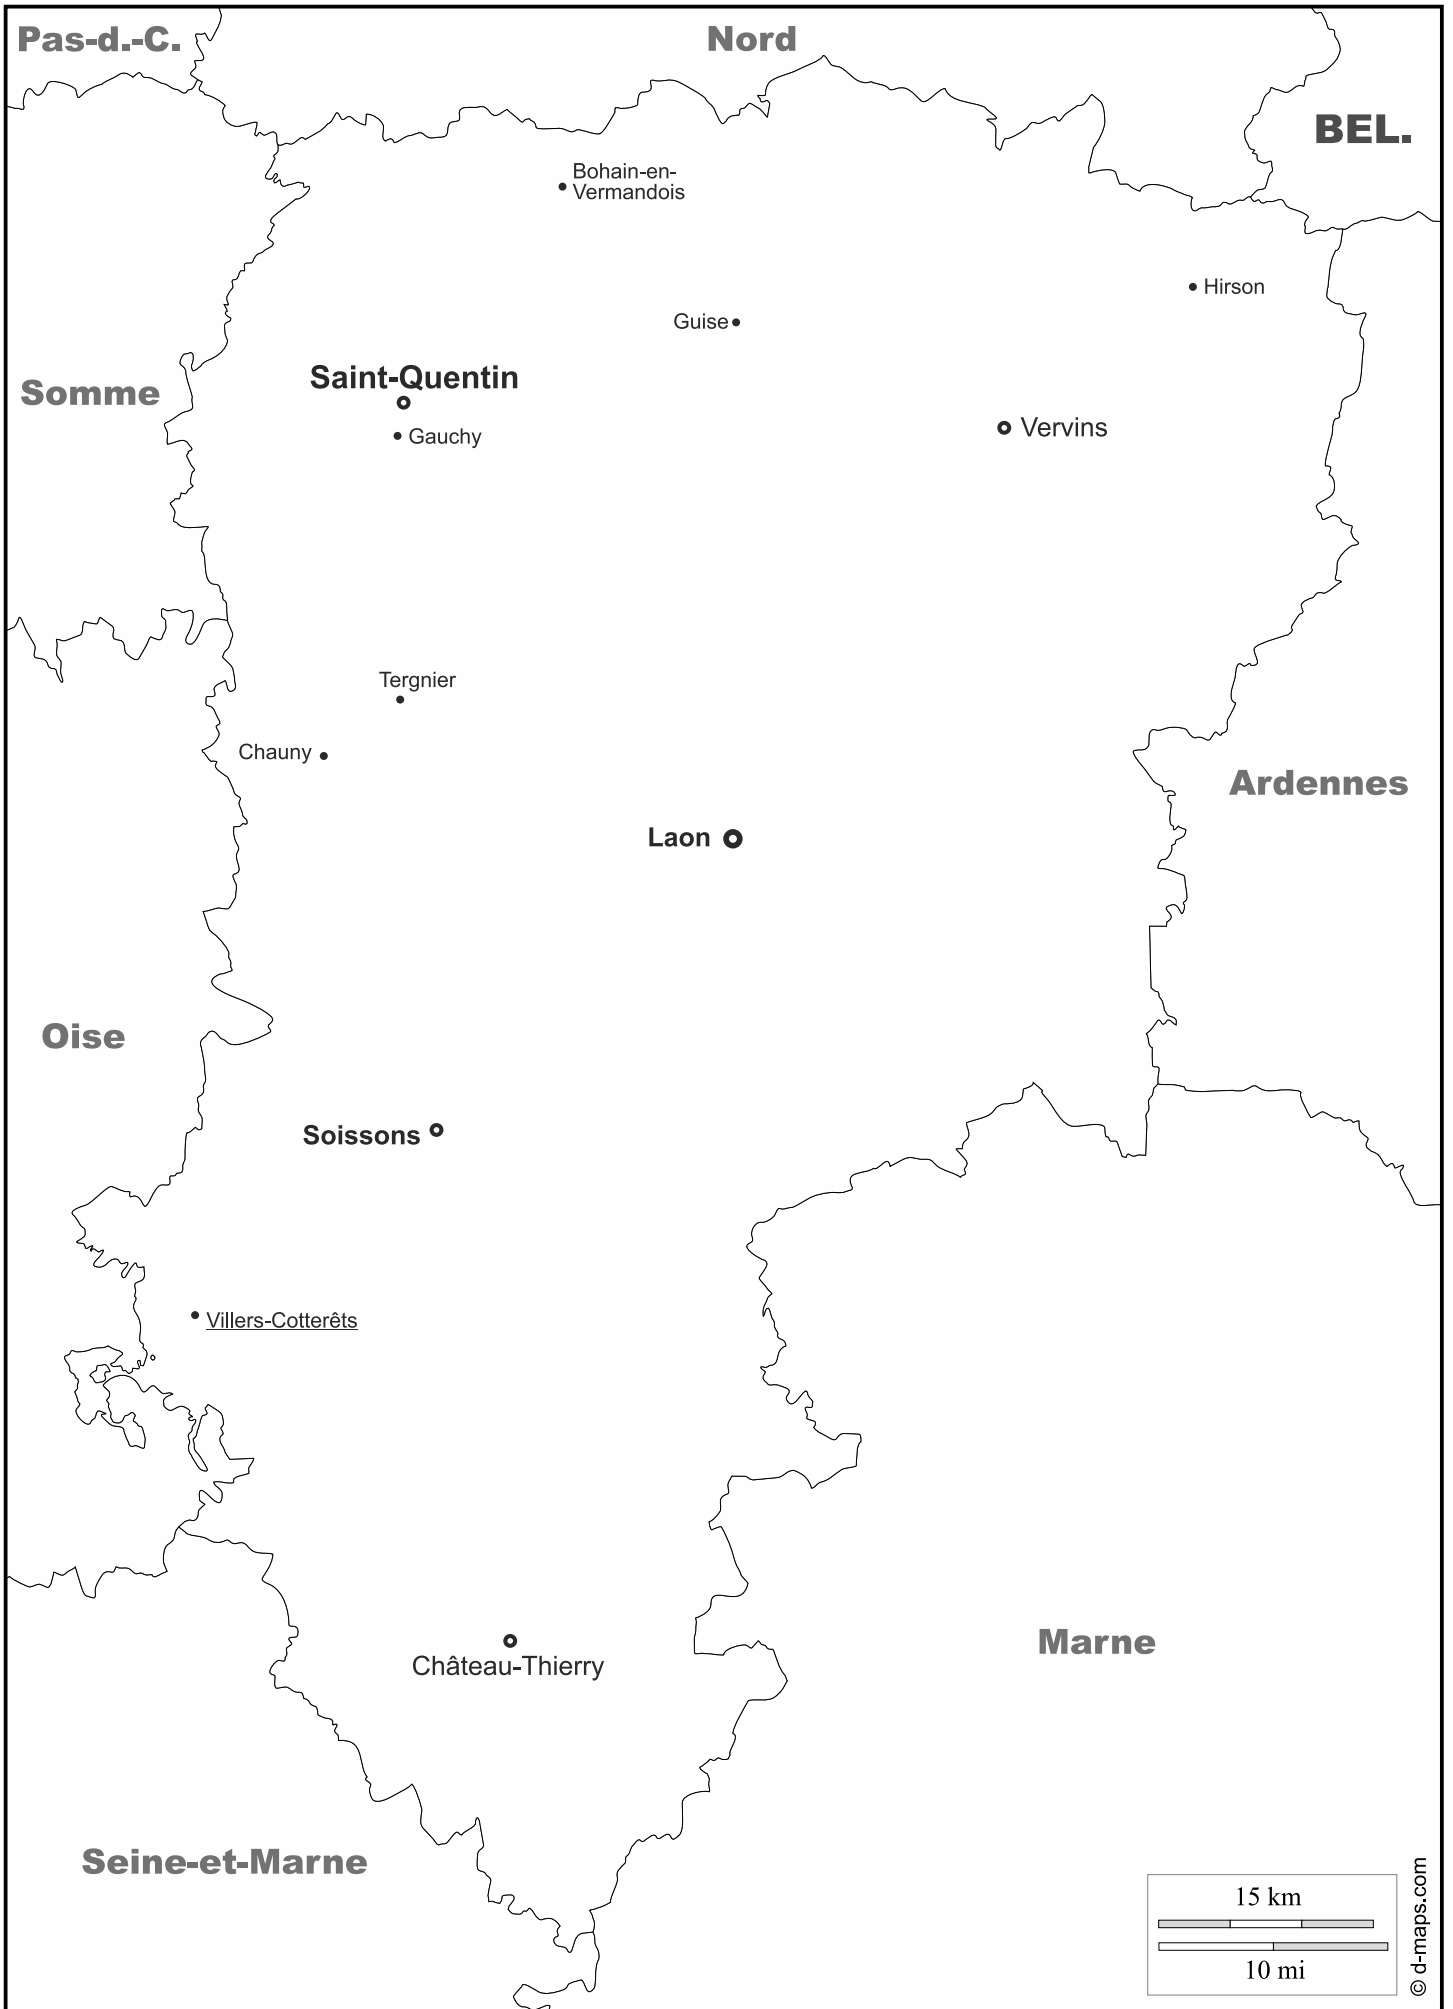 Pas-d.-C.
Nord
BEL.
Bohain-en-
Vermandois
Hirson
Guise
Saint-Quentin
Somme
Gauchy
Vervins
Tergnier
Chauny
Ardennes
Laon
Oise
Soissons
Villers-Cotterêts
Marne
Château-Thierry
Seine-et-Marne
15 km
10 mi
© d-maps.com